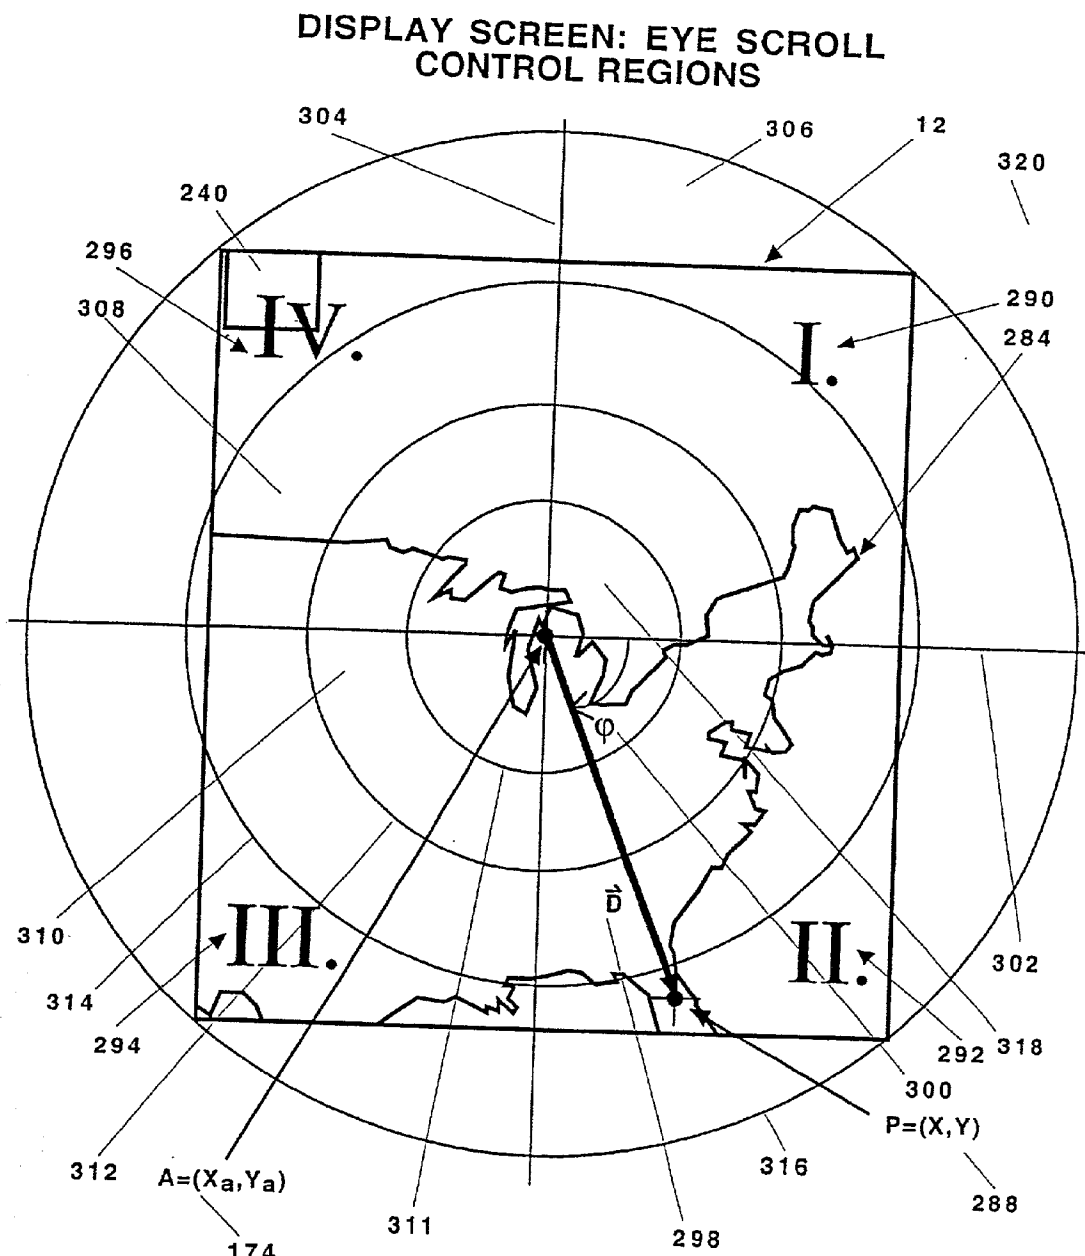 DISPLAY SCREEN: EYE SCROLL
CONTROL REGIONS
304
306
12
320
240
296
308
IV.
I.
290
284
φ
D
310
III.
II.
302
314
294
292
318
300
P=(X,Y)
312
A=(Xa,Ya)
316
288
311
298
174